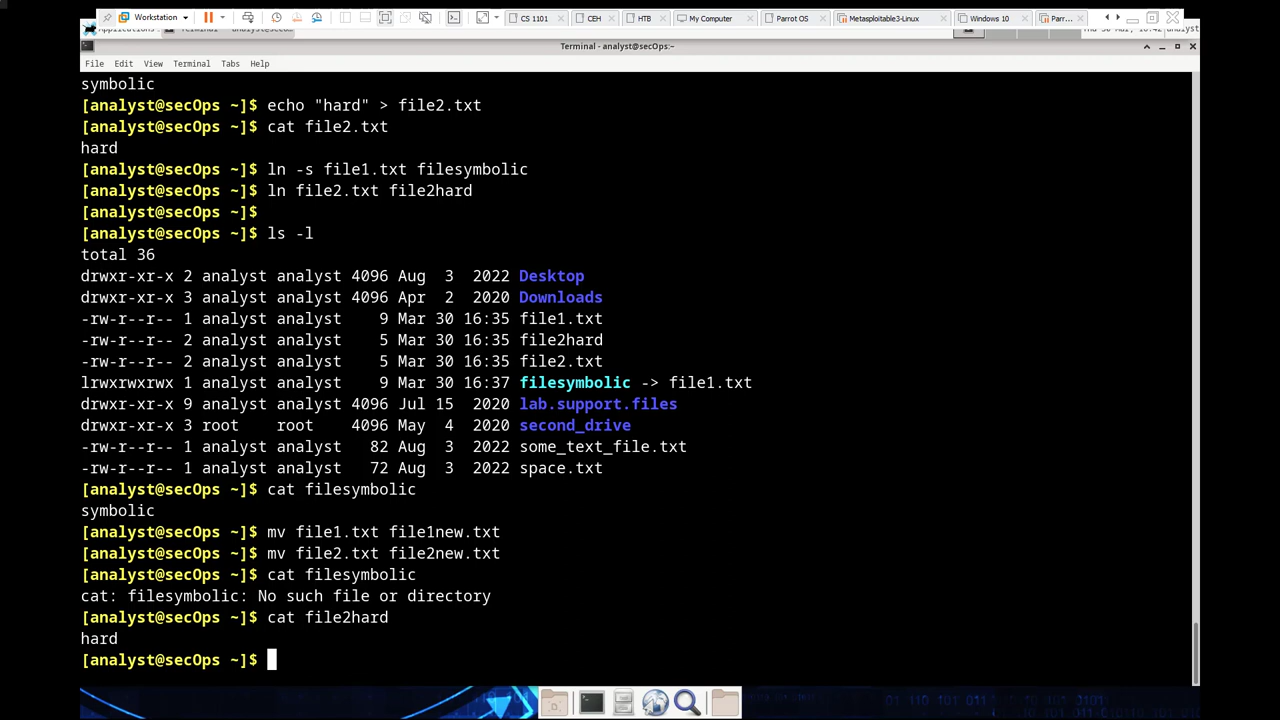 Workstation CS 1101 CEH HTB My Computer Parrot OS Metasploitable3-Linux Windows 10 Parr...
Terminal - analyst@secOps:~
File Edit View Terminal Tabs Help
symbolic
[analyst@secOps ~]$ echo "hard" > file2.txt
[analyst@secOps ~]$ cat file2.txt
hard
[analyst@secOps ~]$ ln -s file1.txt filesymbolic
[analyst@secOps ~]$ ln file2.txt file2hard
[analyst@secOps ~]$
[analyst@secOps ~]$ ls -l
total 36
drwxr-xr-x 2 analyst analyst 4096 Aug  3  2022 Desktop
drwxr-xr-x 3 analyst analyst 4096 Apr  2  2020 Downloads
-rw-r--r-- 1 analyst analyst    9 Mar 30 16:35 file1.txt
-rw-r--r-- 2 analyst analyst    5 Mar 30 16:35 file2hard
-rw-r--r-- 2 analyst analyst    5 Mar 30 16:35 file2.txt
lrwxrwxrwx 1 analyst analyst    9 Mar 30 16:37 filesymbolic -> file1.txt
drwxr-xr-x 9 analyst analyst 4096 Jul 15  2020 lab.support.files
drwxr-xr-x 3 root    root    4096 May  4  2020 second_drive
-rw-r--r-- 1 analyst analyst   82 Aug  3  2022 some_text_file.txt
-rw-r--r-- 1 analyst analyst   72 Aug  3  2022 space.txt
[analyst@secOps ~]$ cat filesymbolic
symbolic
[analyst@secOps ~]$ mv file1.txt file1new.txt
[analyst@secOps ~]$ mv file2.txt file2new.txt
[analyst@secOps ~]$ cat filesymbolic
cat: filesymbolic: No such file or directory
[analyst@secOps ~]$ cat file2hard
hard
[analyst@secOps ~]$